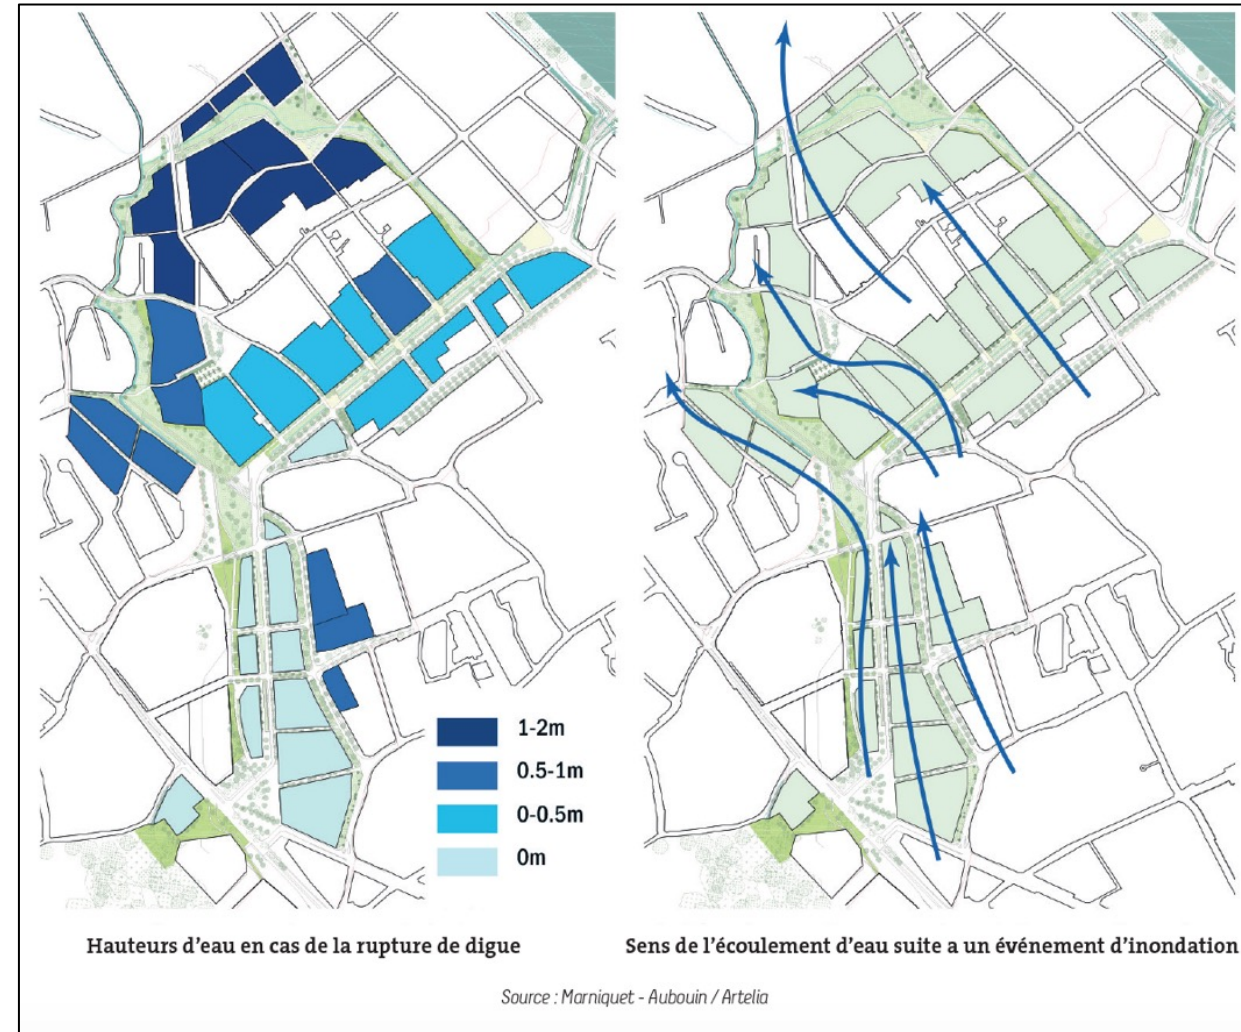 1-2m
0.5-1m
0-0.5m
0m
Hauteurs d'eau en cas de la rupture de digue
Sens de l'écoulement d'eau suite a un événement d'inondation
Source : Marniquet - Aubouin / Artelia